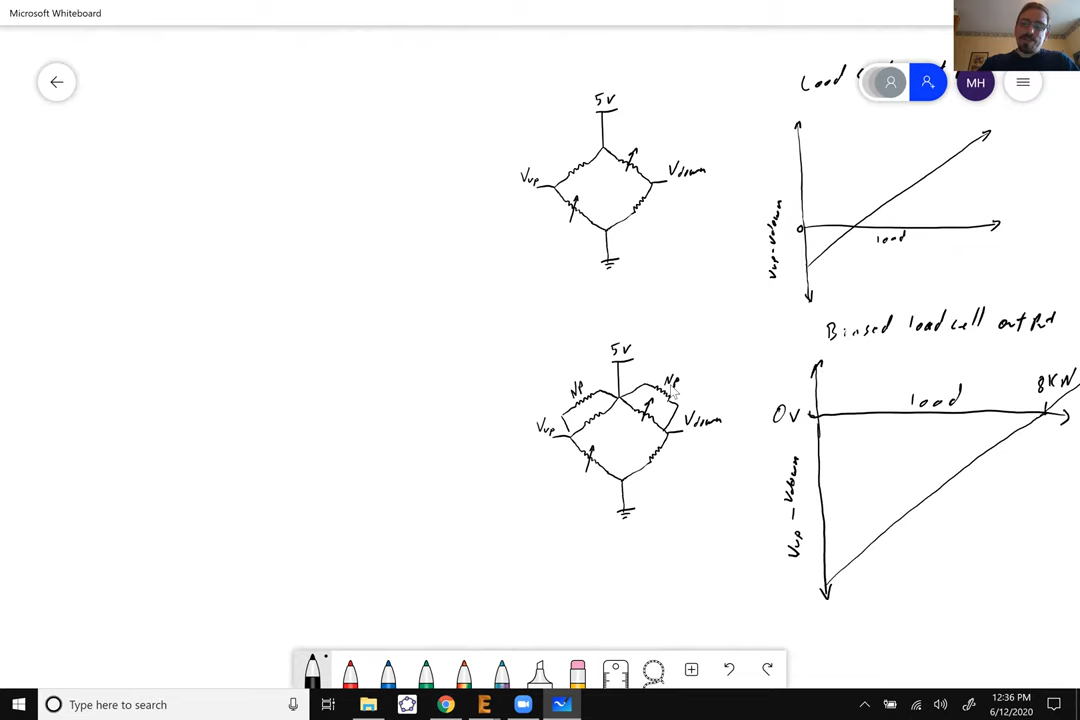 Microsoft Whiteboard
Load
MH
5V
Vup
Vdown
0
Vup-Vdown
load
Biased load cell output
5V
NP
NP
Vup
Vdown
8KN
load
0V
Vup - Vdown
Type here to search
12:36 PM
6/12/2020